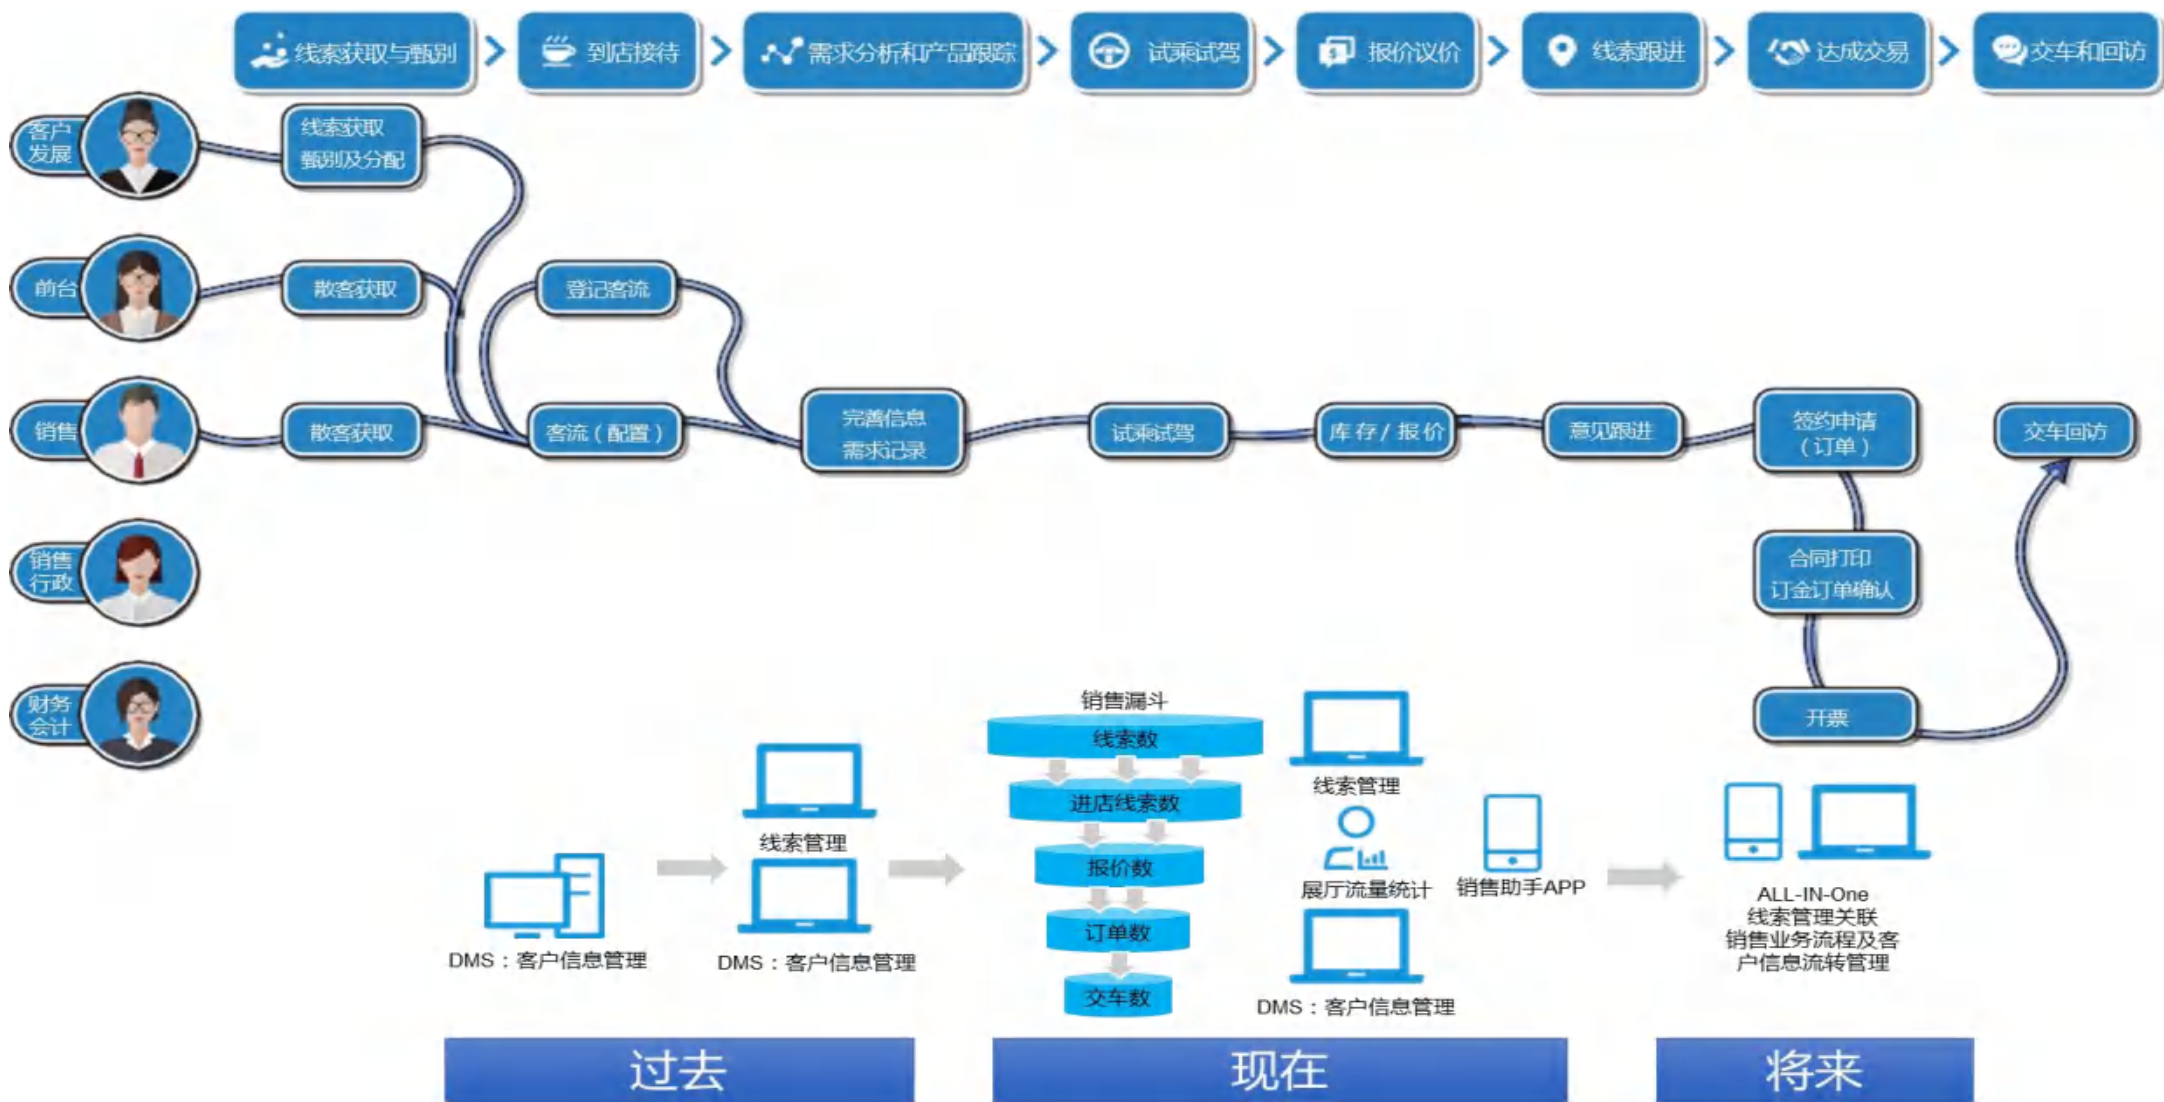 线索获取与甄别
到店接待
需求分析和产品跟踪
试乘试驾
报价议价
线索跟进
达成交易
交车和回访
客户
发展
线索获取
甄别及分配
前台
散客获取
登记客流
销售
散客获取
客流（配置）
完善信息
需求记录
试乘试驾
库存/报价
意见跟进
签约申请
（订单）
交车回访
销售
行政
合同打印
订金订单确认
财务
会计
开票
DMS：客户信息管理
线索管理
DMS：客户信息管理
销售漏斗
线索数
进店线索数
报价数
订单数
交车数
线索管理
展厅流量统计
DMS：客户信息管理
销售助手APP
ALL-IN-One
线索管理关联
销售业务流程及客
户信息流转管理
过去
现在
将来